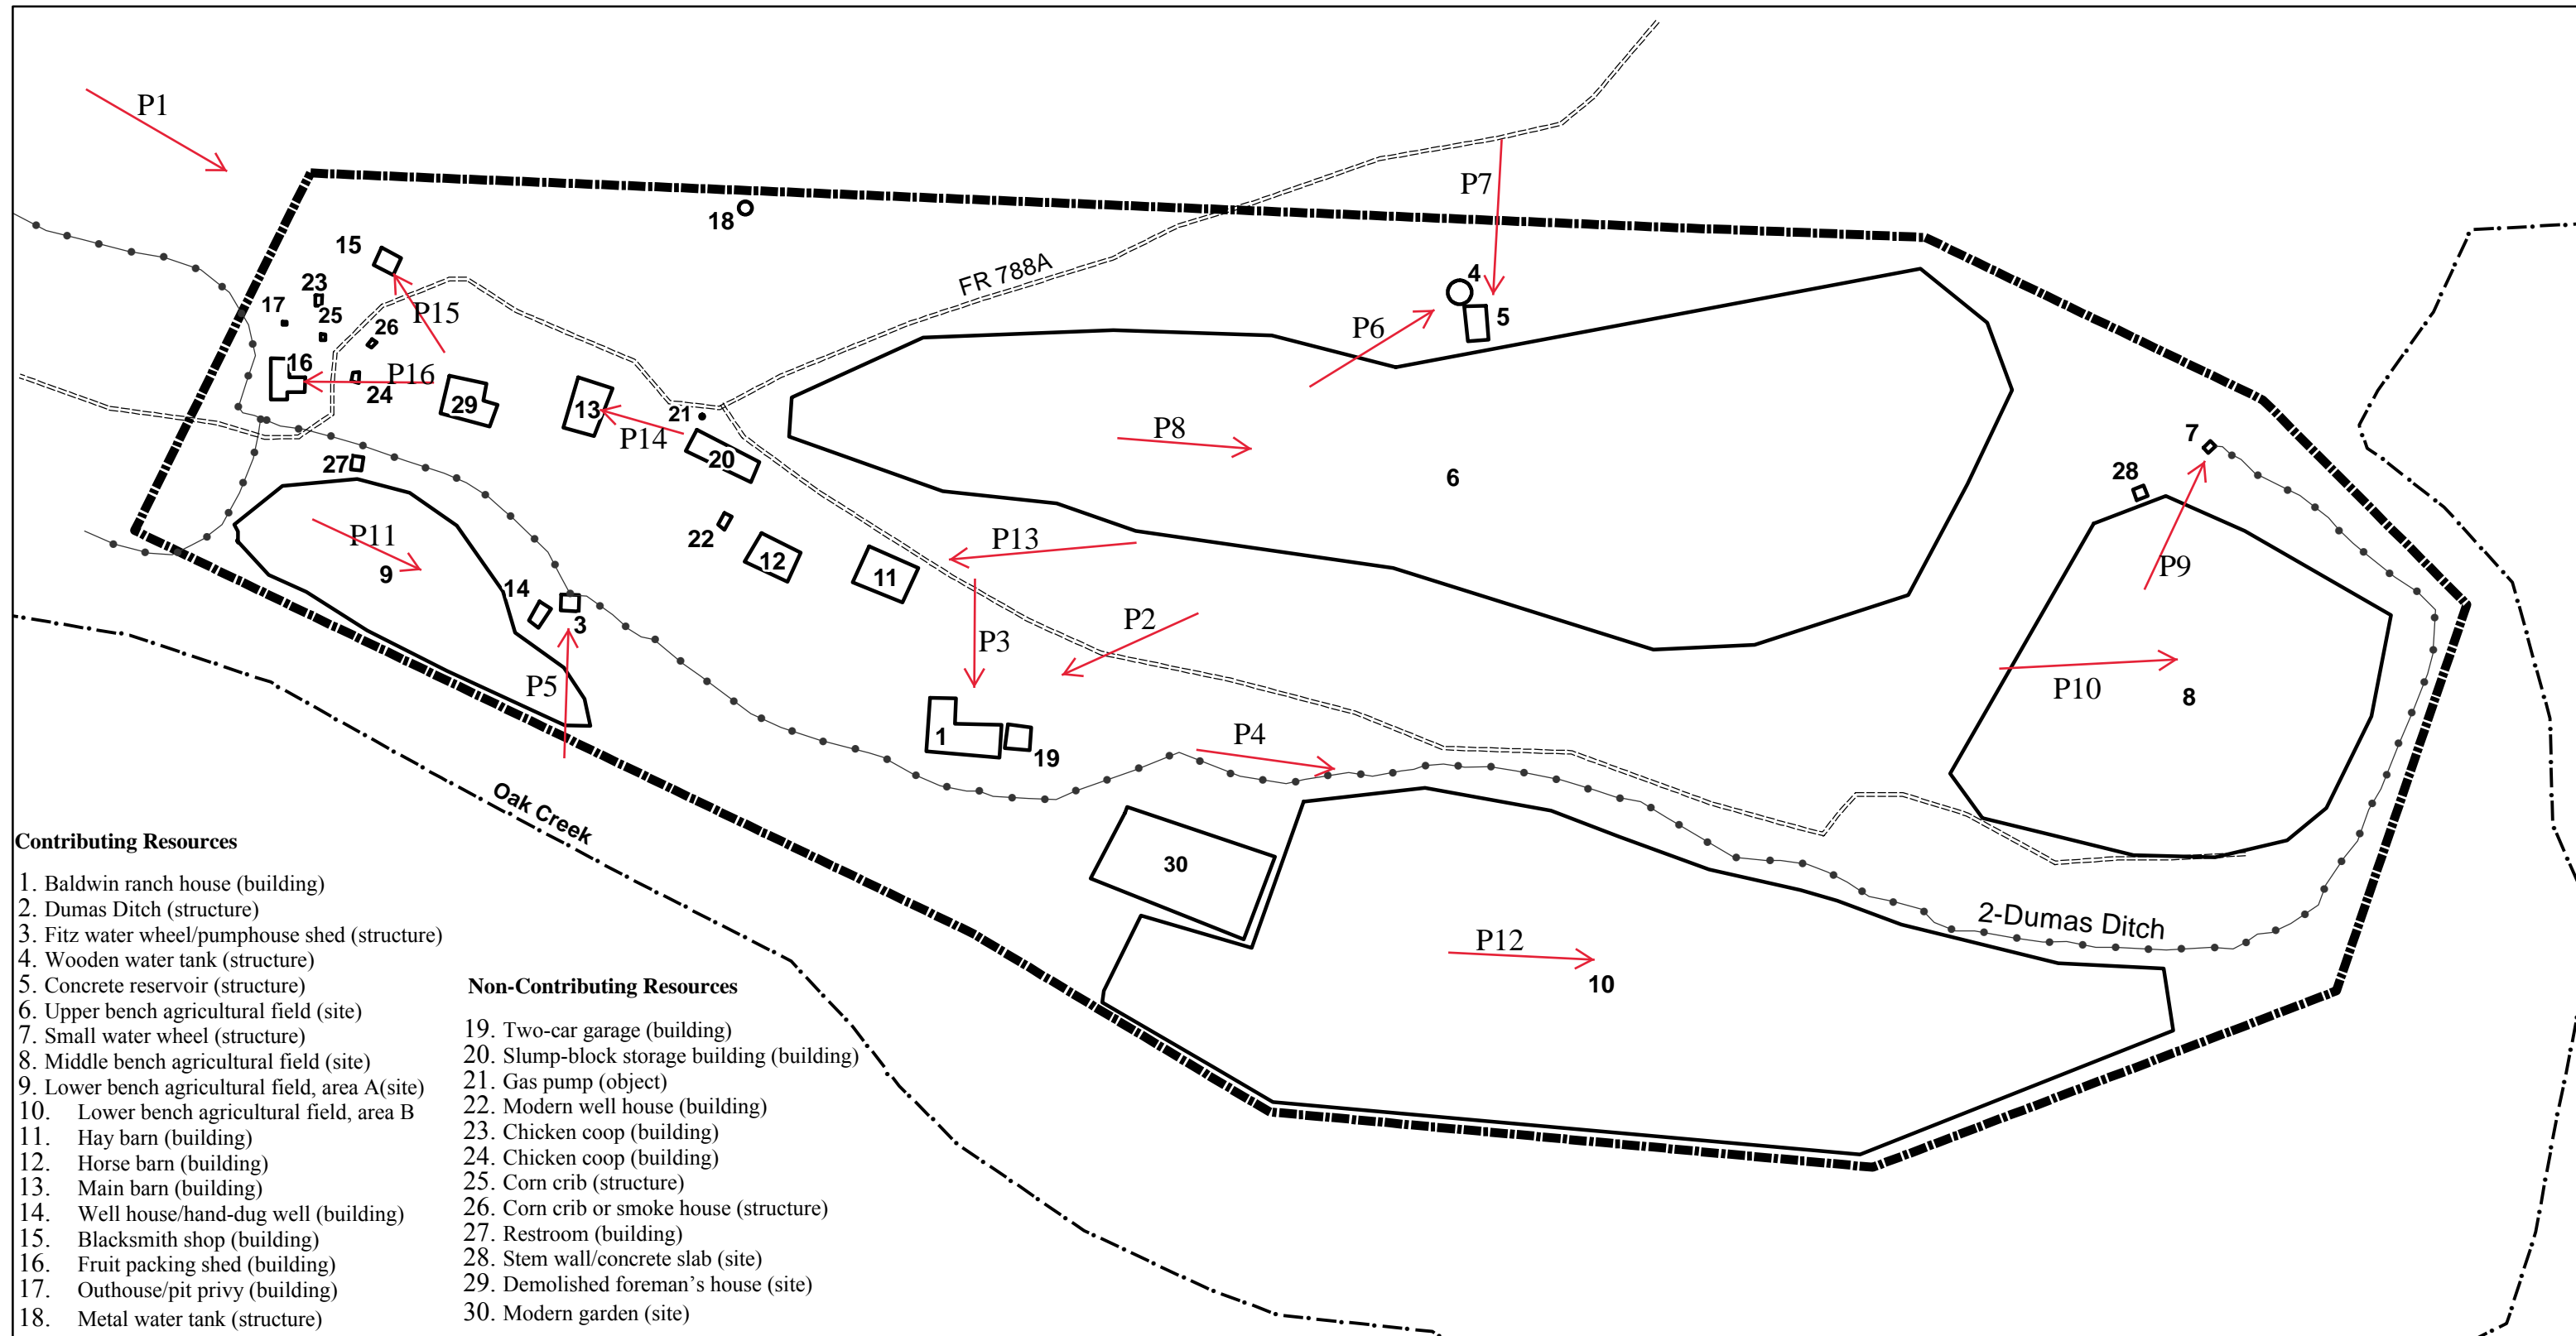 P1
P7
18
15
FR 788A
4
23
17
25
P15
26
5
P6
16
P16
24
29
13
21
P14
P8
7
20
27
6
28
P11
22
P13
12
11
9
P9
14
3
P2
P3
P5
P10
8
1
P4
19
Oak Creek
30
2-Dumas Ditch
P12
10
Contributing Resources
1. Baldwin ranch house (building)
2. Dumas Ditch (structure)
3. Fitz water wheel/pumphouse shed (structure)
4. Wooden water tank (structure)
5. Concrete reservoir (structure)
6. Upper bench agricultural field (site)
7. Small water wheel (structure)
8. Middle bench agricultural field (site)
9. Lower bench agricultural field, area A(site)
10. Lower bench agricultural field, area B
11. Hay barn (building)
12. Horse barn (building)
13. Main barn (building)
14. Well house/hand-dug well (building)
15. Blacksmith shop (building)
16. Fruit packing shed (building)
17. Outhouse/pit privy (building)
18. Metal water tank (structure)
Non-Contributing Resources
19. Two-car garage (building)
20. Slump-block storage building (building)
21. Gas pump (object)
22. Modern well house (building)
23. Chicken coop (building)
24. Chicken coop (building)
25. Corn crib (structure)
26. Corn crib or smoke house (structure)
27. Restroom (building)
28. Stem wall/concrete slab (site)
29. Demolished foreman's house (site)
30. Modern garden (site)